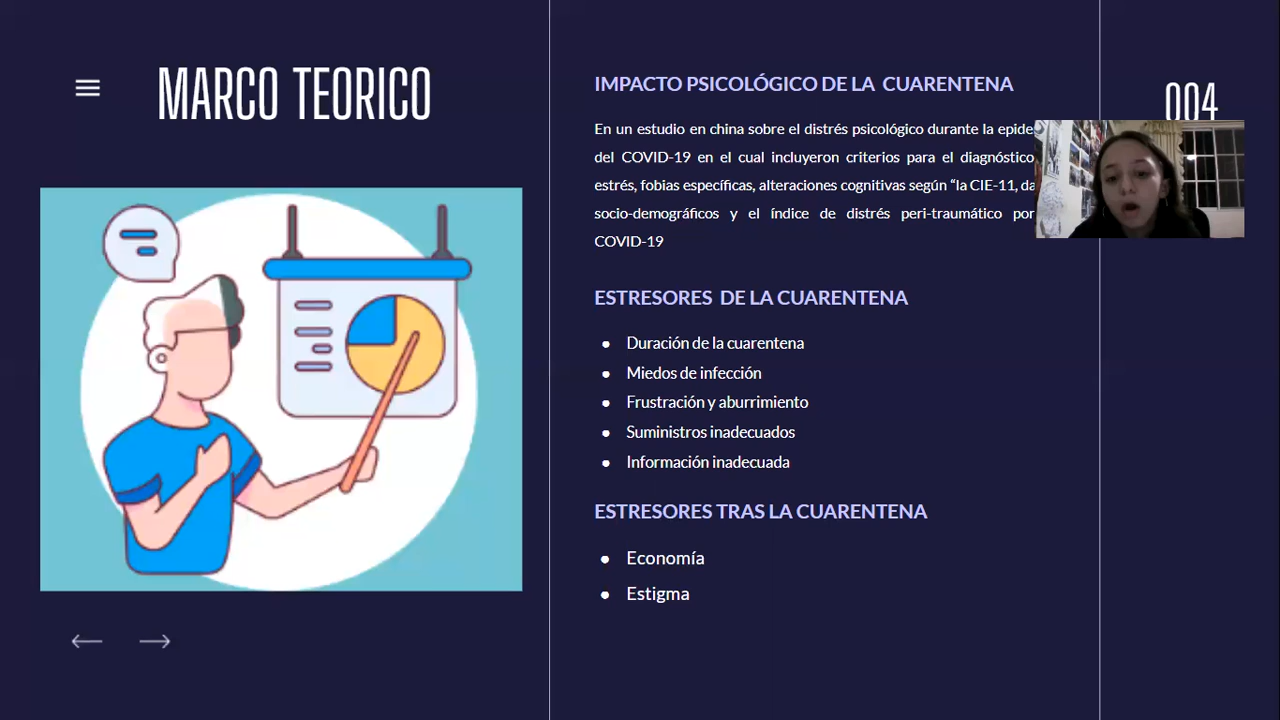 MARCO TEORICO
IMPACTO PSICOLÓGICO DE LA CUARENTENA
En un estudio en china sobre el distrés psicológico durante la
del COVID-19 en el cual incluyeron criterios para el diagnóstico
estrés, fobias específicas, alteraciones cognitivas según “la CIE-11,
socio-demográficos y el índice de distrés peri-traumático por
COVID-19
ESTRESORES DE LA CUARENTENA
Duración de la cuarentena
Miedos de infección
Frustración y aburrimiento
Suministros inadecuados
Información inadecuada
ESTRESORES TRAS LA CUARENTENA
Economía
Estigma
004